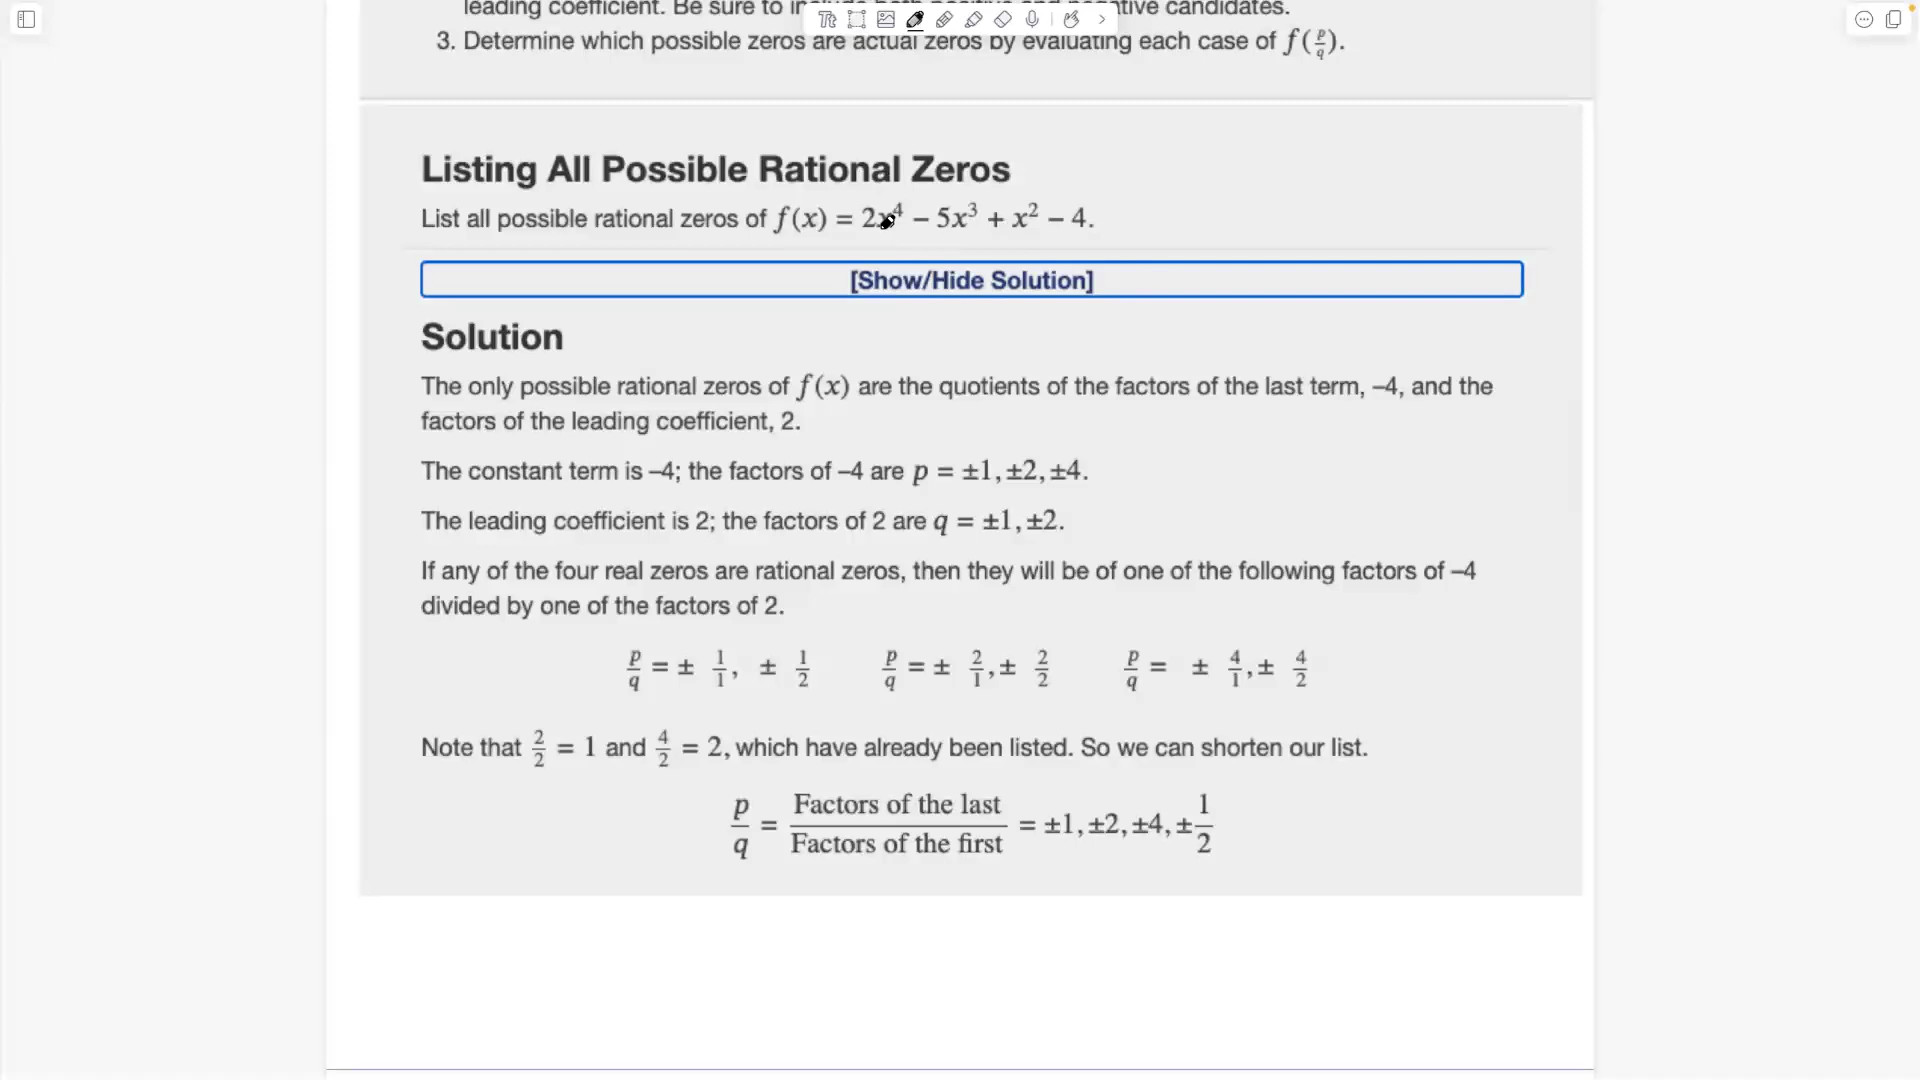 leading coefficient. Be sure to in negative candidates.
3. Determine which possible zeros are actual zeros by evaluating each case of f(p/q).
Listing All Possible Rational Zeros
List all possible rational zeros of f(x) = 2x⁴ − 5x³ + x² − 4.
[Show/Hide Solution]
Solution
The only possible rational zeros of f(x) are the quotients of the factors of the last term, –4, and the
factors of the leading coefficient, 2.
The constant term is –4; the factors of –4 are p = ±1, ±2, ±4.
The leading coefficient is 2; the factors of 2 are q = ±1, ±2.
If any of the four real zeros are rational zeros, then they will be of one of the following factors of –4
divided by one of the factors of 2.
p/q = ± 1/1, ± 1/2 p/q = ± 2/1, ± 2/2 p/q = ± 4/1, ± 4/2
Note that 2/2 = 1 and 4/2 = 2, which have already been listed. So we can shorten our list.
p/q = Factors of the last/Factors of the first = ±1, ±2, ±4, ±1/2